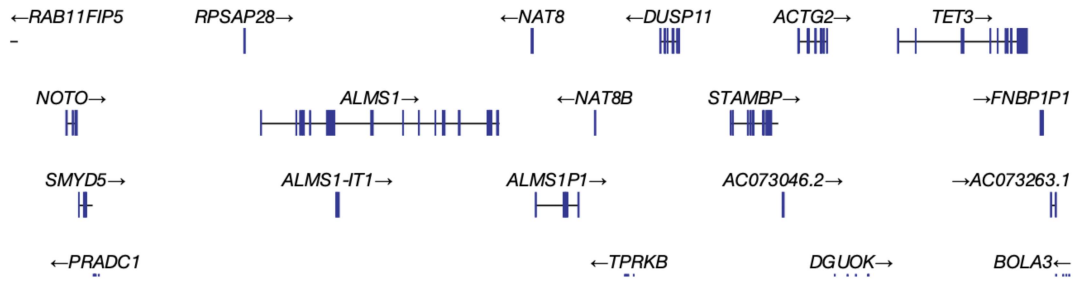 ←RAB11FIP5 RPSAP28→ ←NAT8 ←DUSP11 ACTG2→ TET3→
NOTO→ ALMS1→ ←NAT8B STAMBP→ →FNBP1P1
SMYD5→ ALMS1-IT1→ ALMS1P1→ AC073046.2→ →AC073263.1
←PRADC1 ←TPRKB DGUOK→ BOLA3←